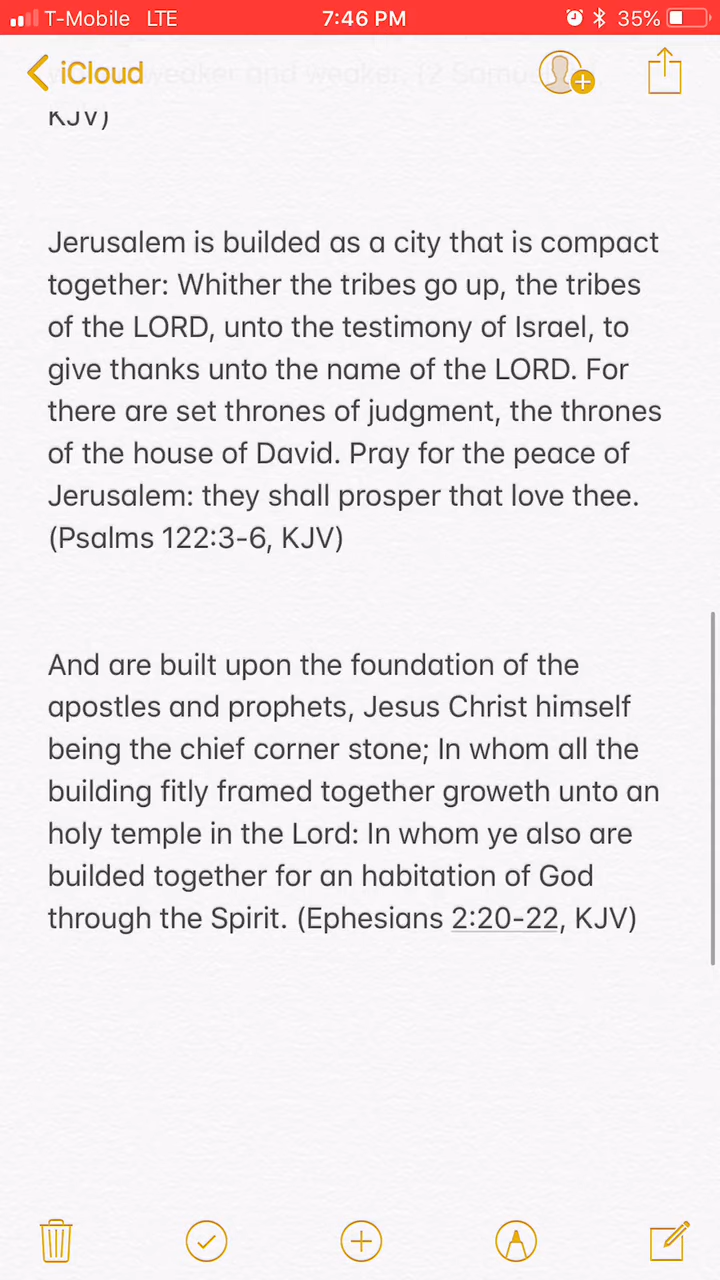 T-Mobile LTE 7:46 PM 35%
iCloud
weaker and weaker. (2 Samu
KJV)
Jerusalem is builded as a city that is compact
together: Whither the tribes go up, the tribes
of the LORD, unto the testimony of Israel, to
give thanks unto the name of the LORD. For
there are set thrones of judgment, the thrones
of the house of David. Pray for the peace of
Jerusalem: they shall prosper that love thee.
(Psalms 122:3-6, KJV)
And are built upon the foundation of the
apostles and prophets, Jesus Christ himself
being the chief corner stone; In whom all the
building fitly framed together groweth unto an
holy temple in the Lord: In whom ye also are
builded together for an habitation of God
through the Spirit. (Ephesians 2:20-22, KJV)